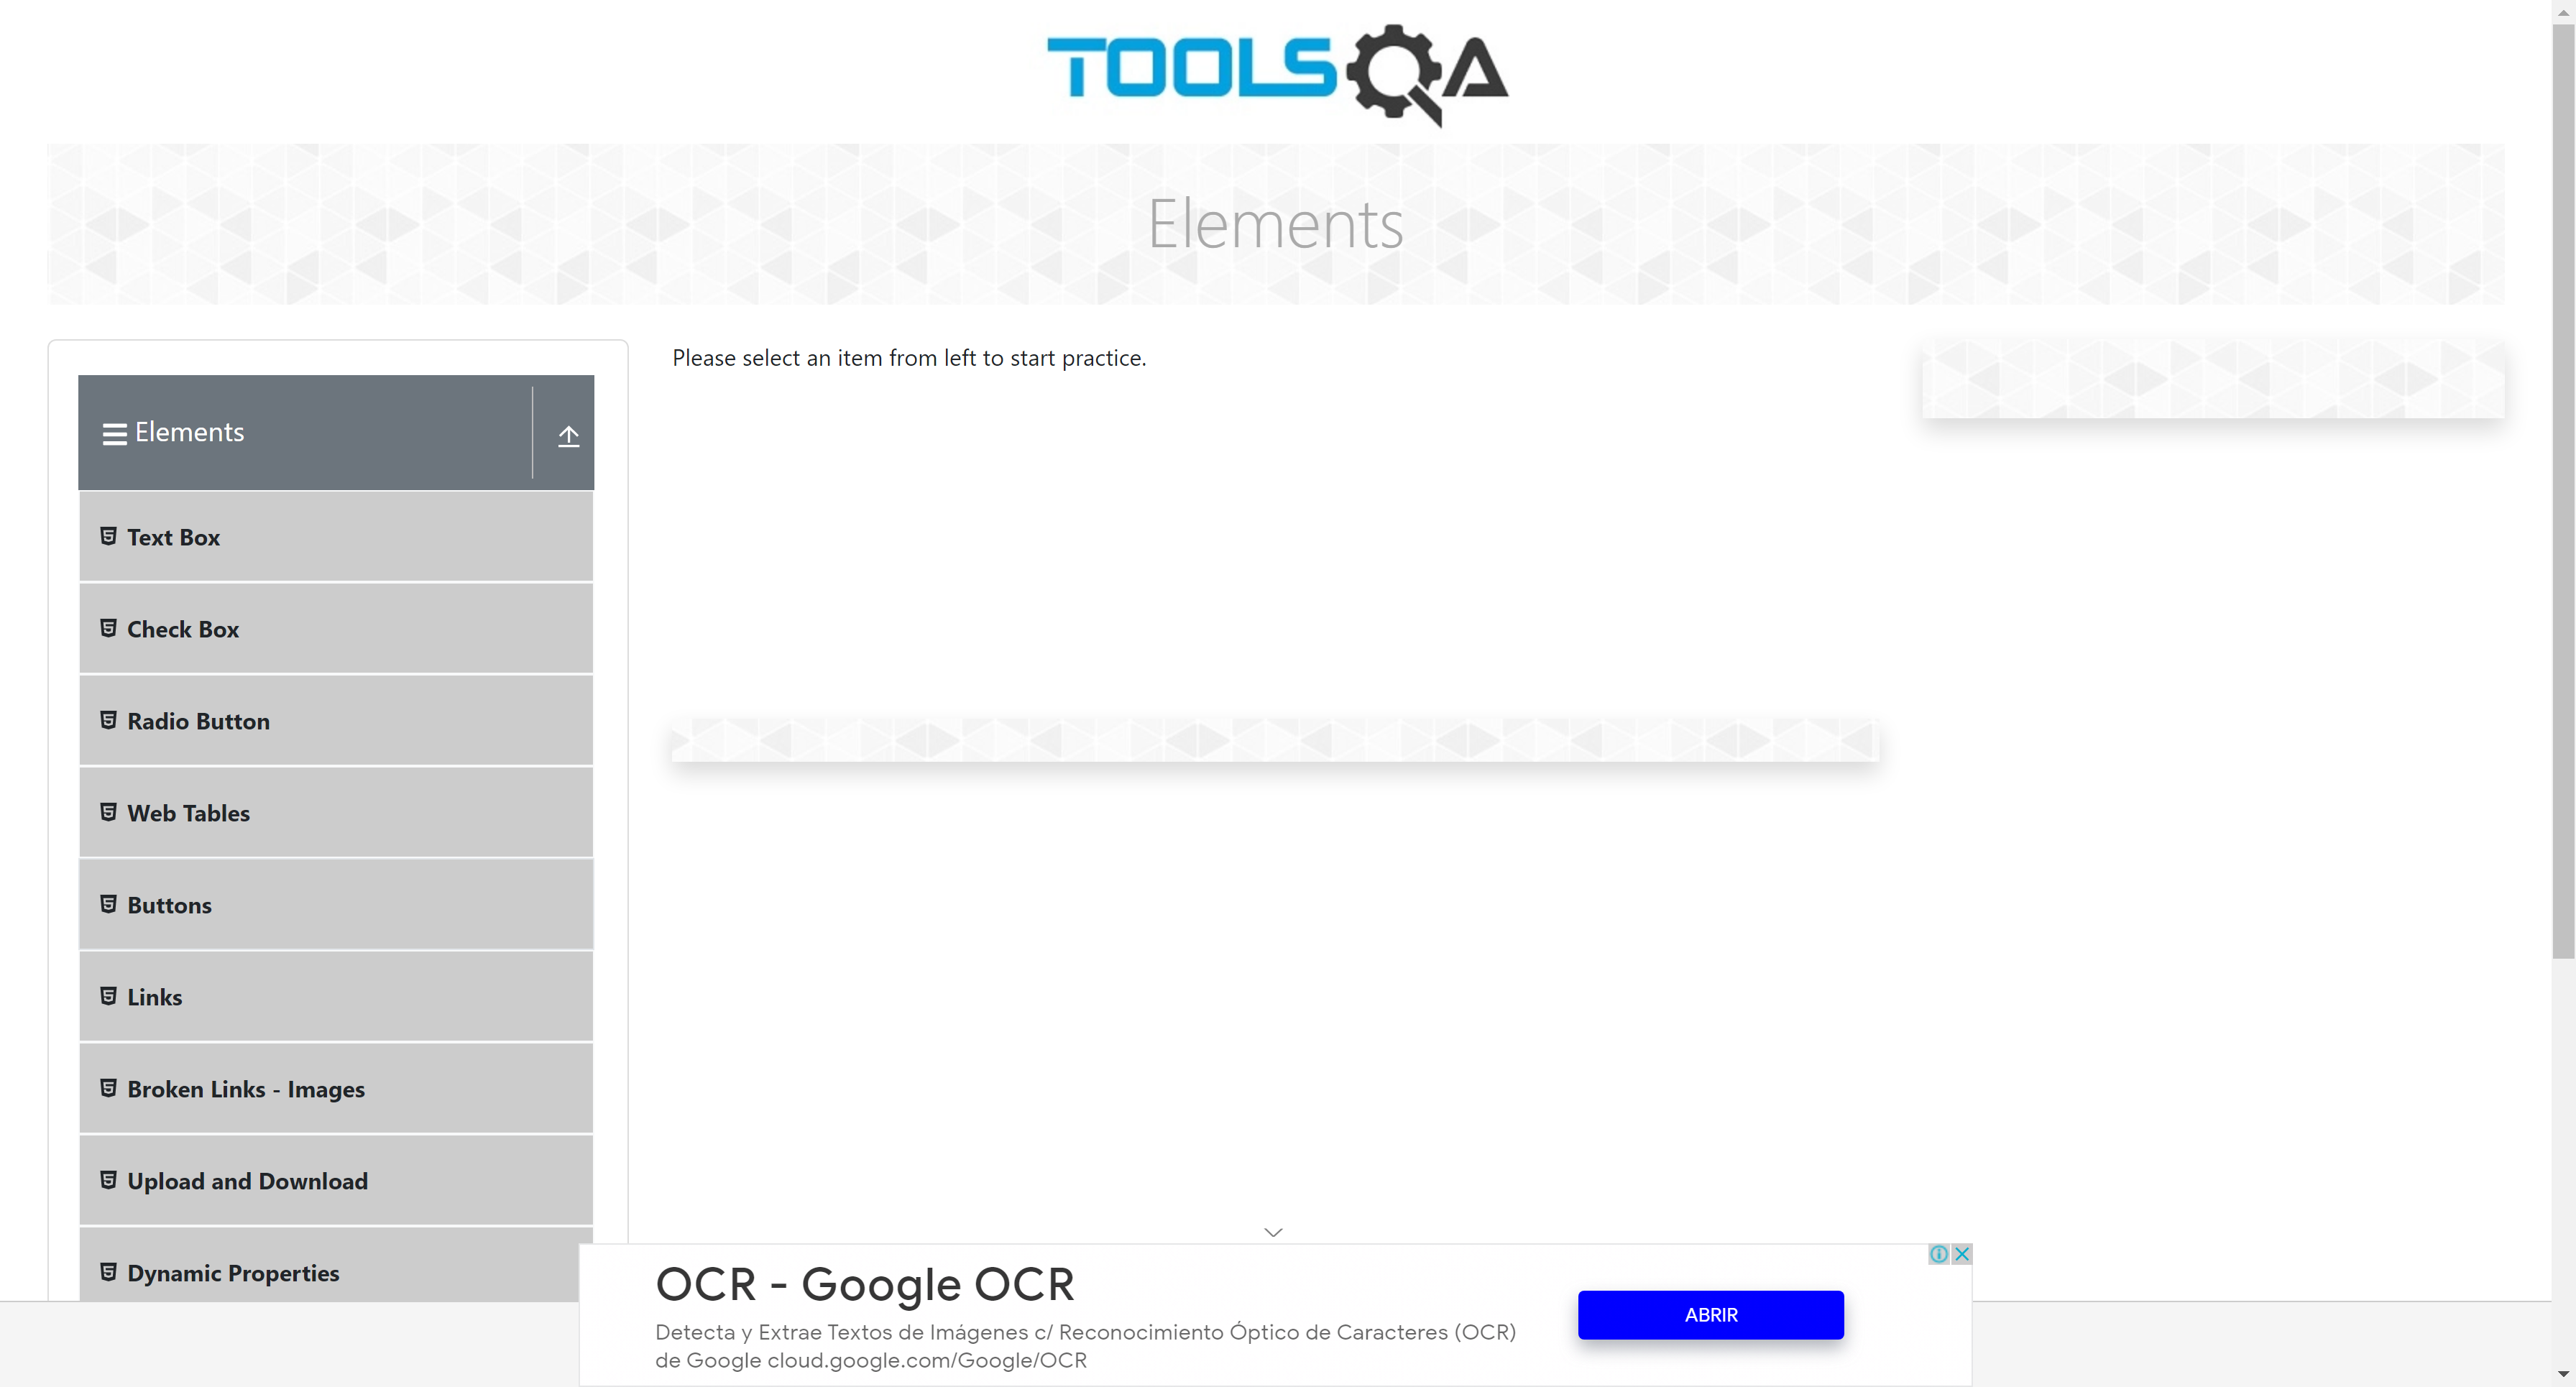 TOOLSQA
Elements
Please select an item from left to start practice.
Elements
Text Box
Check Box
Radio Button
Web Tables
Buttons
Links
Broken Links - Images
Upload and Download
Dynamic Properties
OCR - Google OCR
Detecta y Extrae Textos de Imágenes c/ Reconocimiento Óptico de Caracteres (OCR)
de Google cloud.google.com/Google/OCR
ABRIR